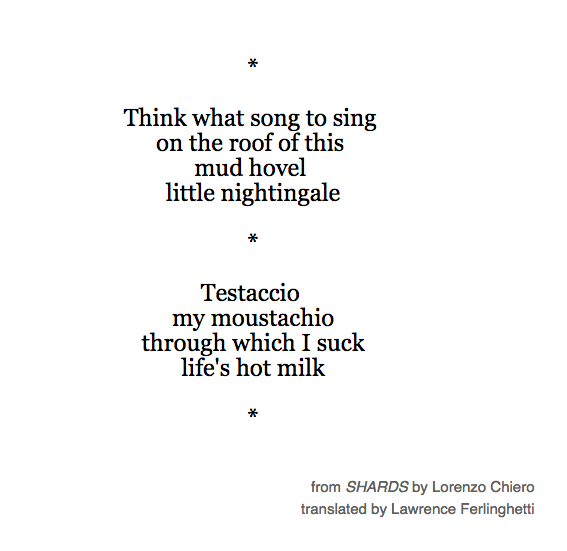 *
Think what song to sing
on the roof of this
mud hovel
little nightingale
*
Testaccio
my moustachio
through which I suck
life's hot milk
*
from SHARDS by Lorenzo Chiero
translated by Lawrence Ferlinghetti